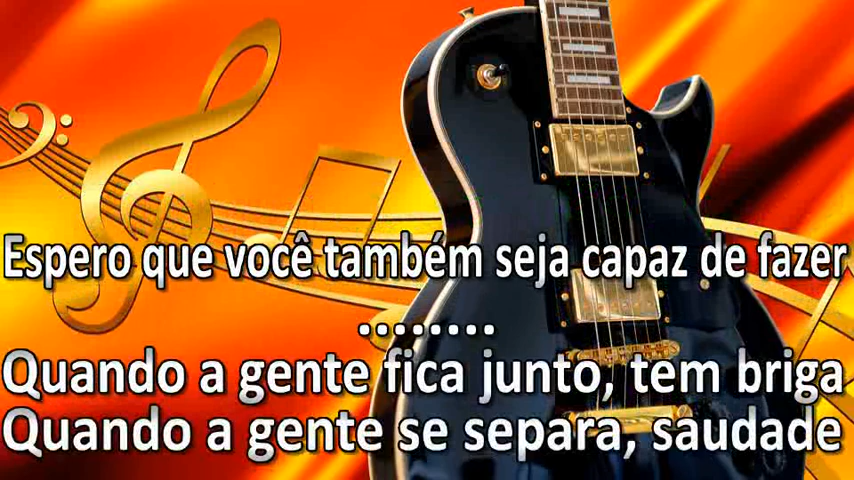 Espero que você também seja capaz de fazer
........
Quando a gente fica junto, tem briga
Quando a gente se separa, saudade